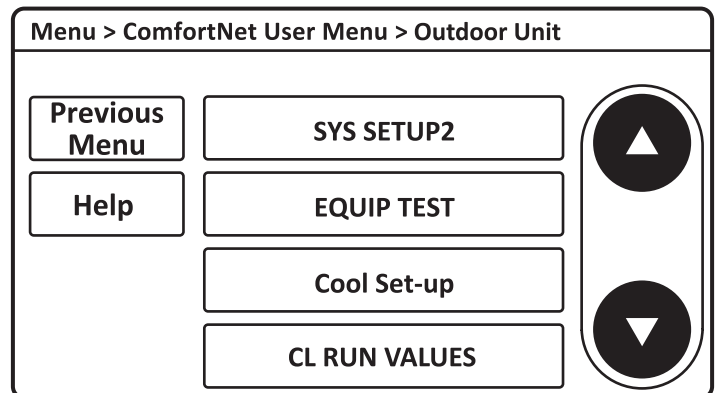 Menu > ComfortNet User Menu > Outdoor Unit
Previous
Menu
SYS SETUP2
Help
EQUIP TEST
Cool Set-up
CL RUN VALUES